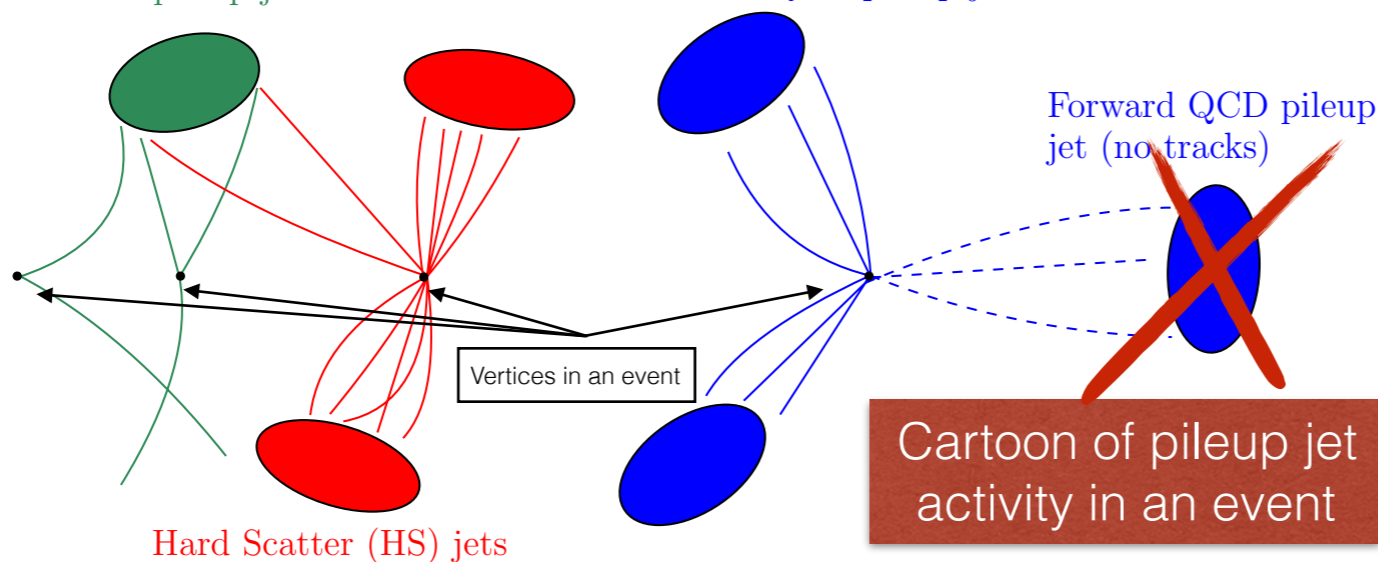 Forward QCD pileup
jet (no tracks)
Vertices in an event
Cartoon of pileup jet
activity in an event
Hard Scatter (HS) jets